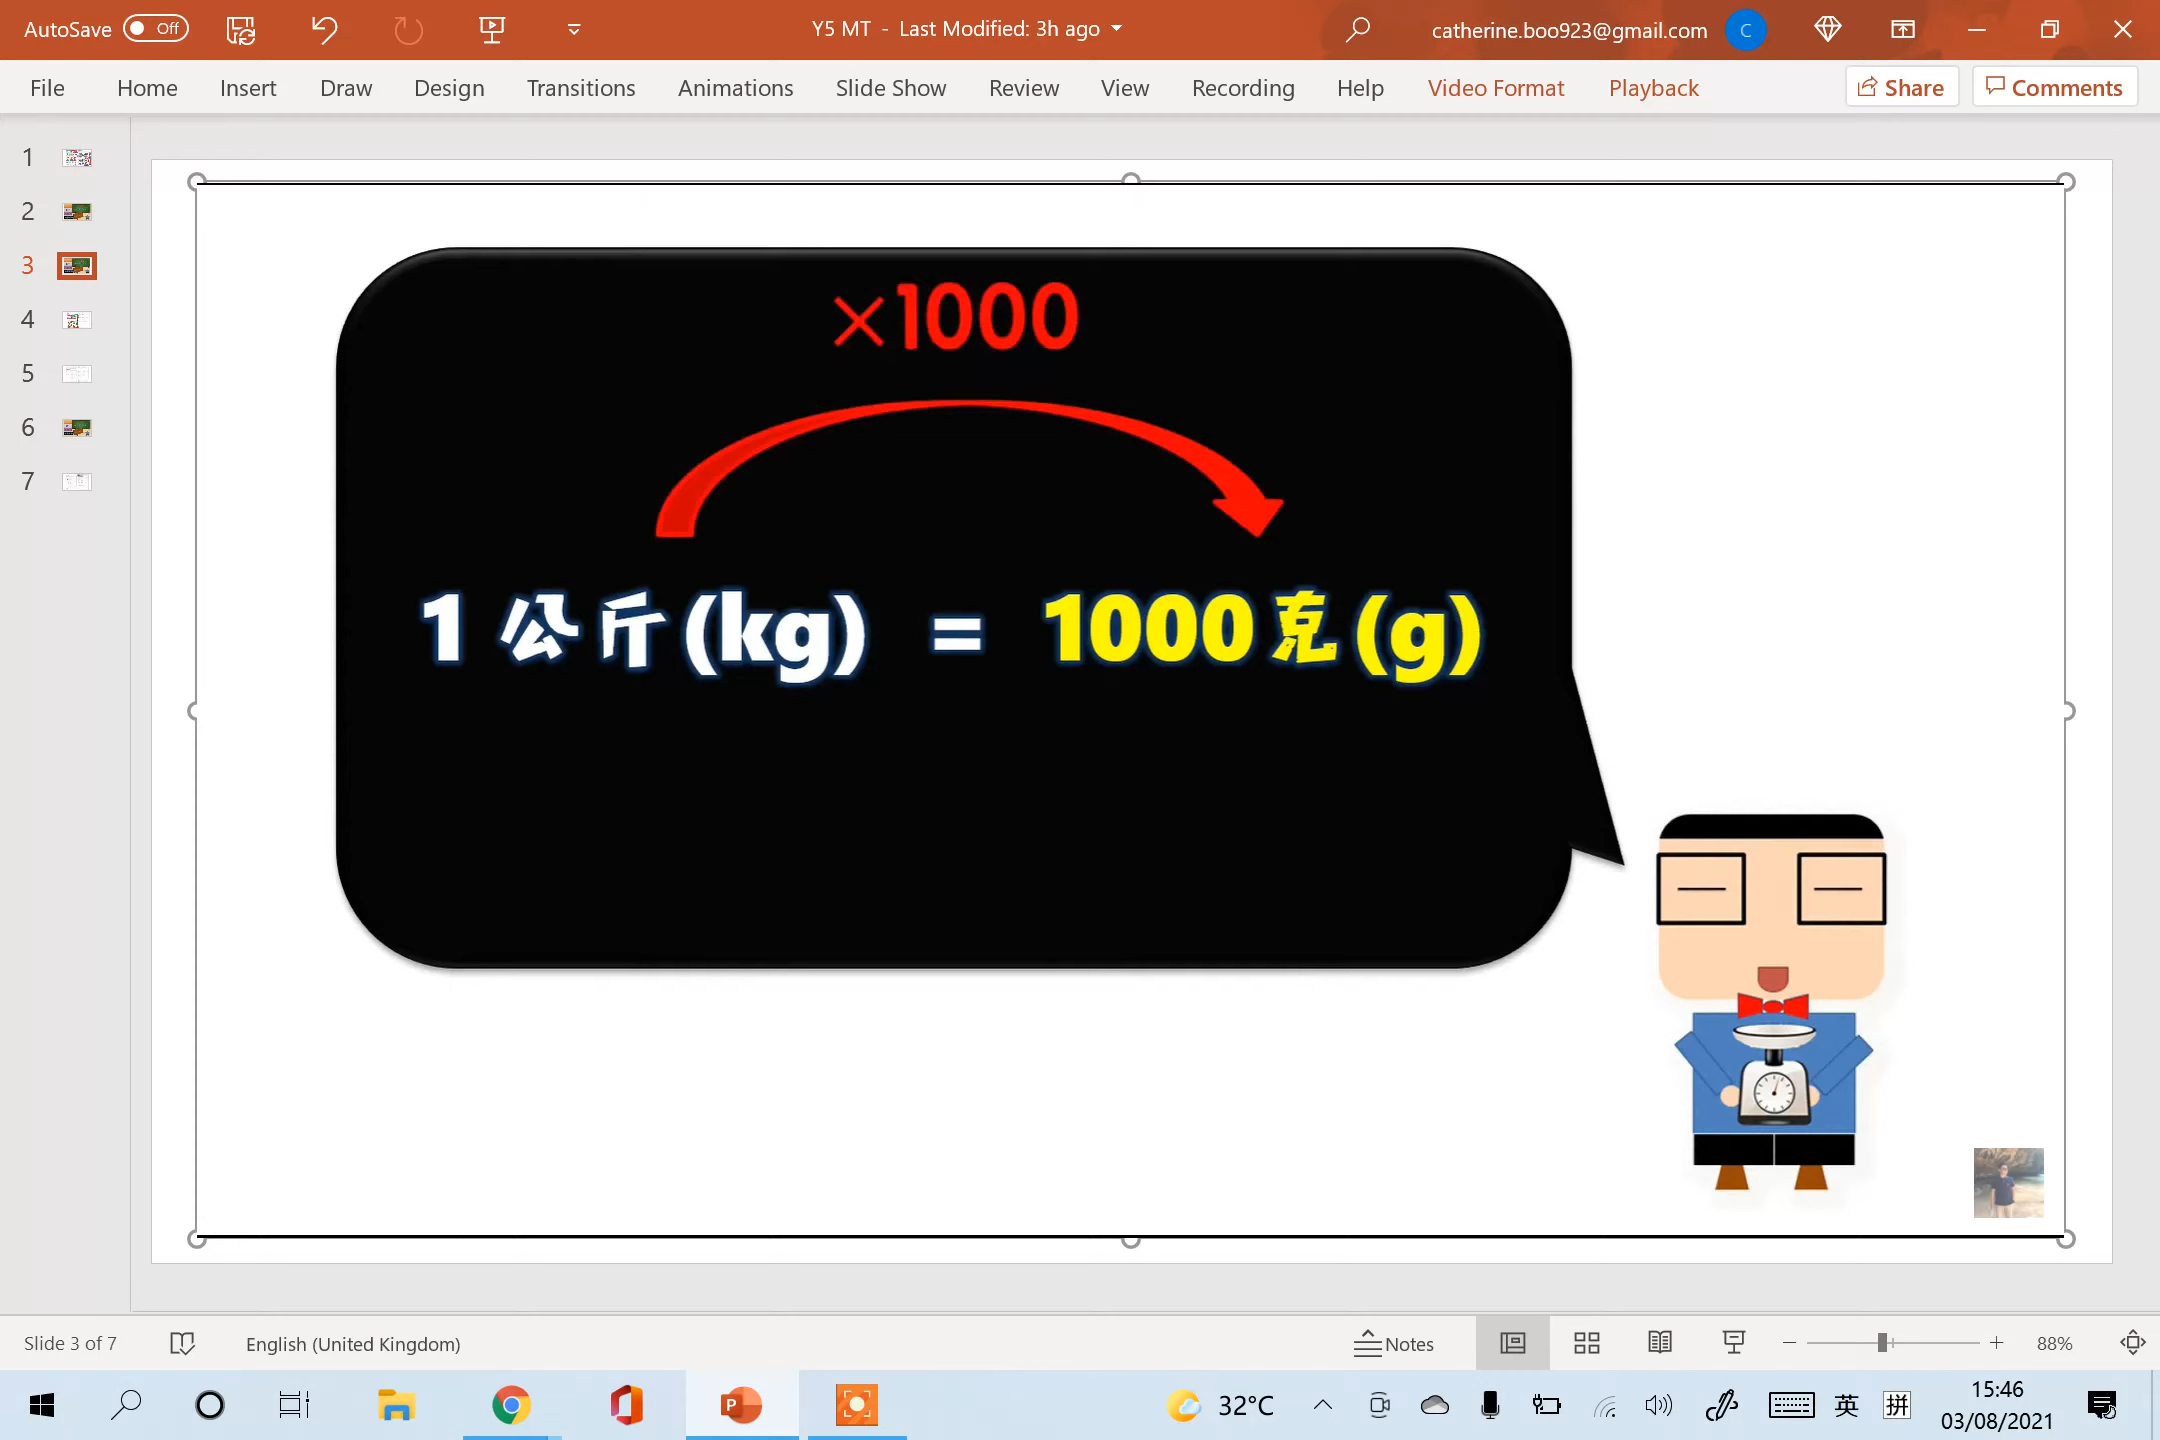 AutoSave Off
Y5 MT - Last Modified: 3h ago
catherine.boo923@gmail.com C
File Home Insert Draw Design Transitions Animations Slide Show Review View Recording Help Video Format Playback Share Comments
1
2
3
4
5
6
7
×1000
1公斤(kg) = 1000克(g)
Slide 3 of 7 English (United Kingdom) Notes 88%
32°C 英 拼 15:46
03/08/2021